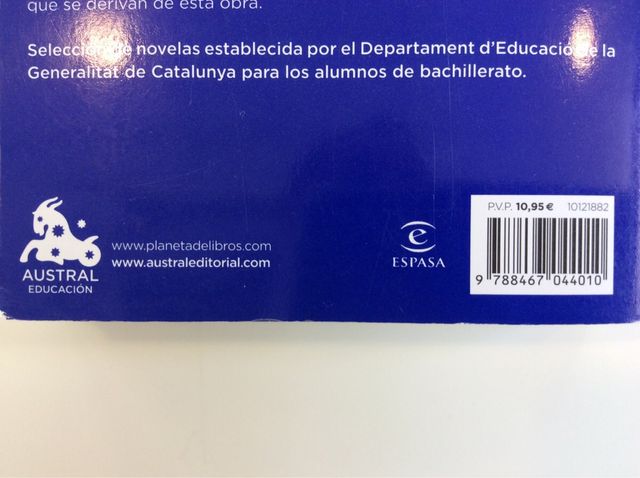 que se derivan de esta obra.
Selección de novelas establecida por el Departament d'Educació de la
Generalitat de Catalunya para los alumnos de bachillerato.
P.V.P. 10,95 € 10121882
www.planetadelibros.com
www.australeditorial.com
AUSTRAL
EDUCACIÓN
e
ESPASA
9 788467 044010